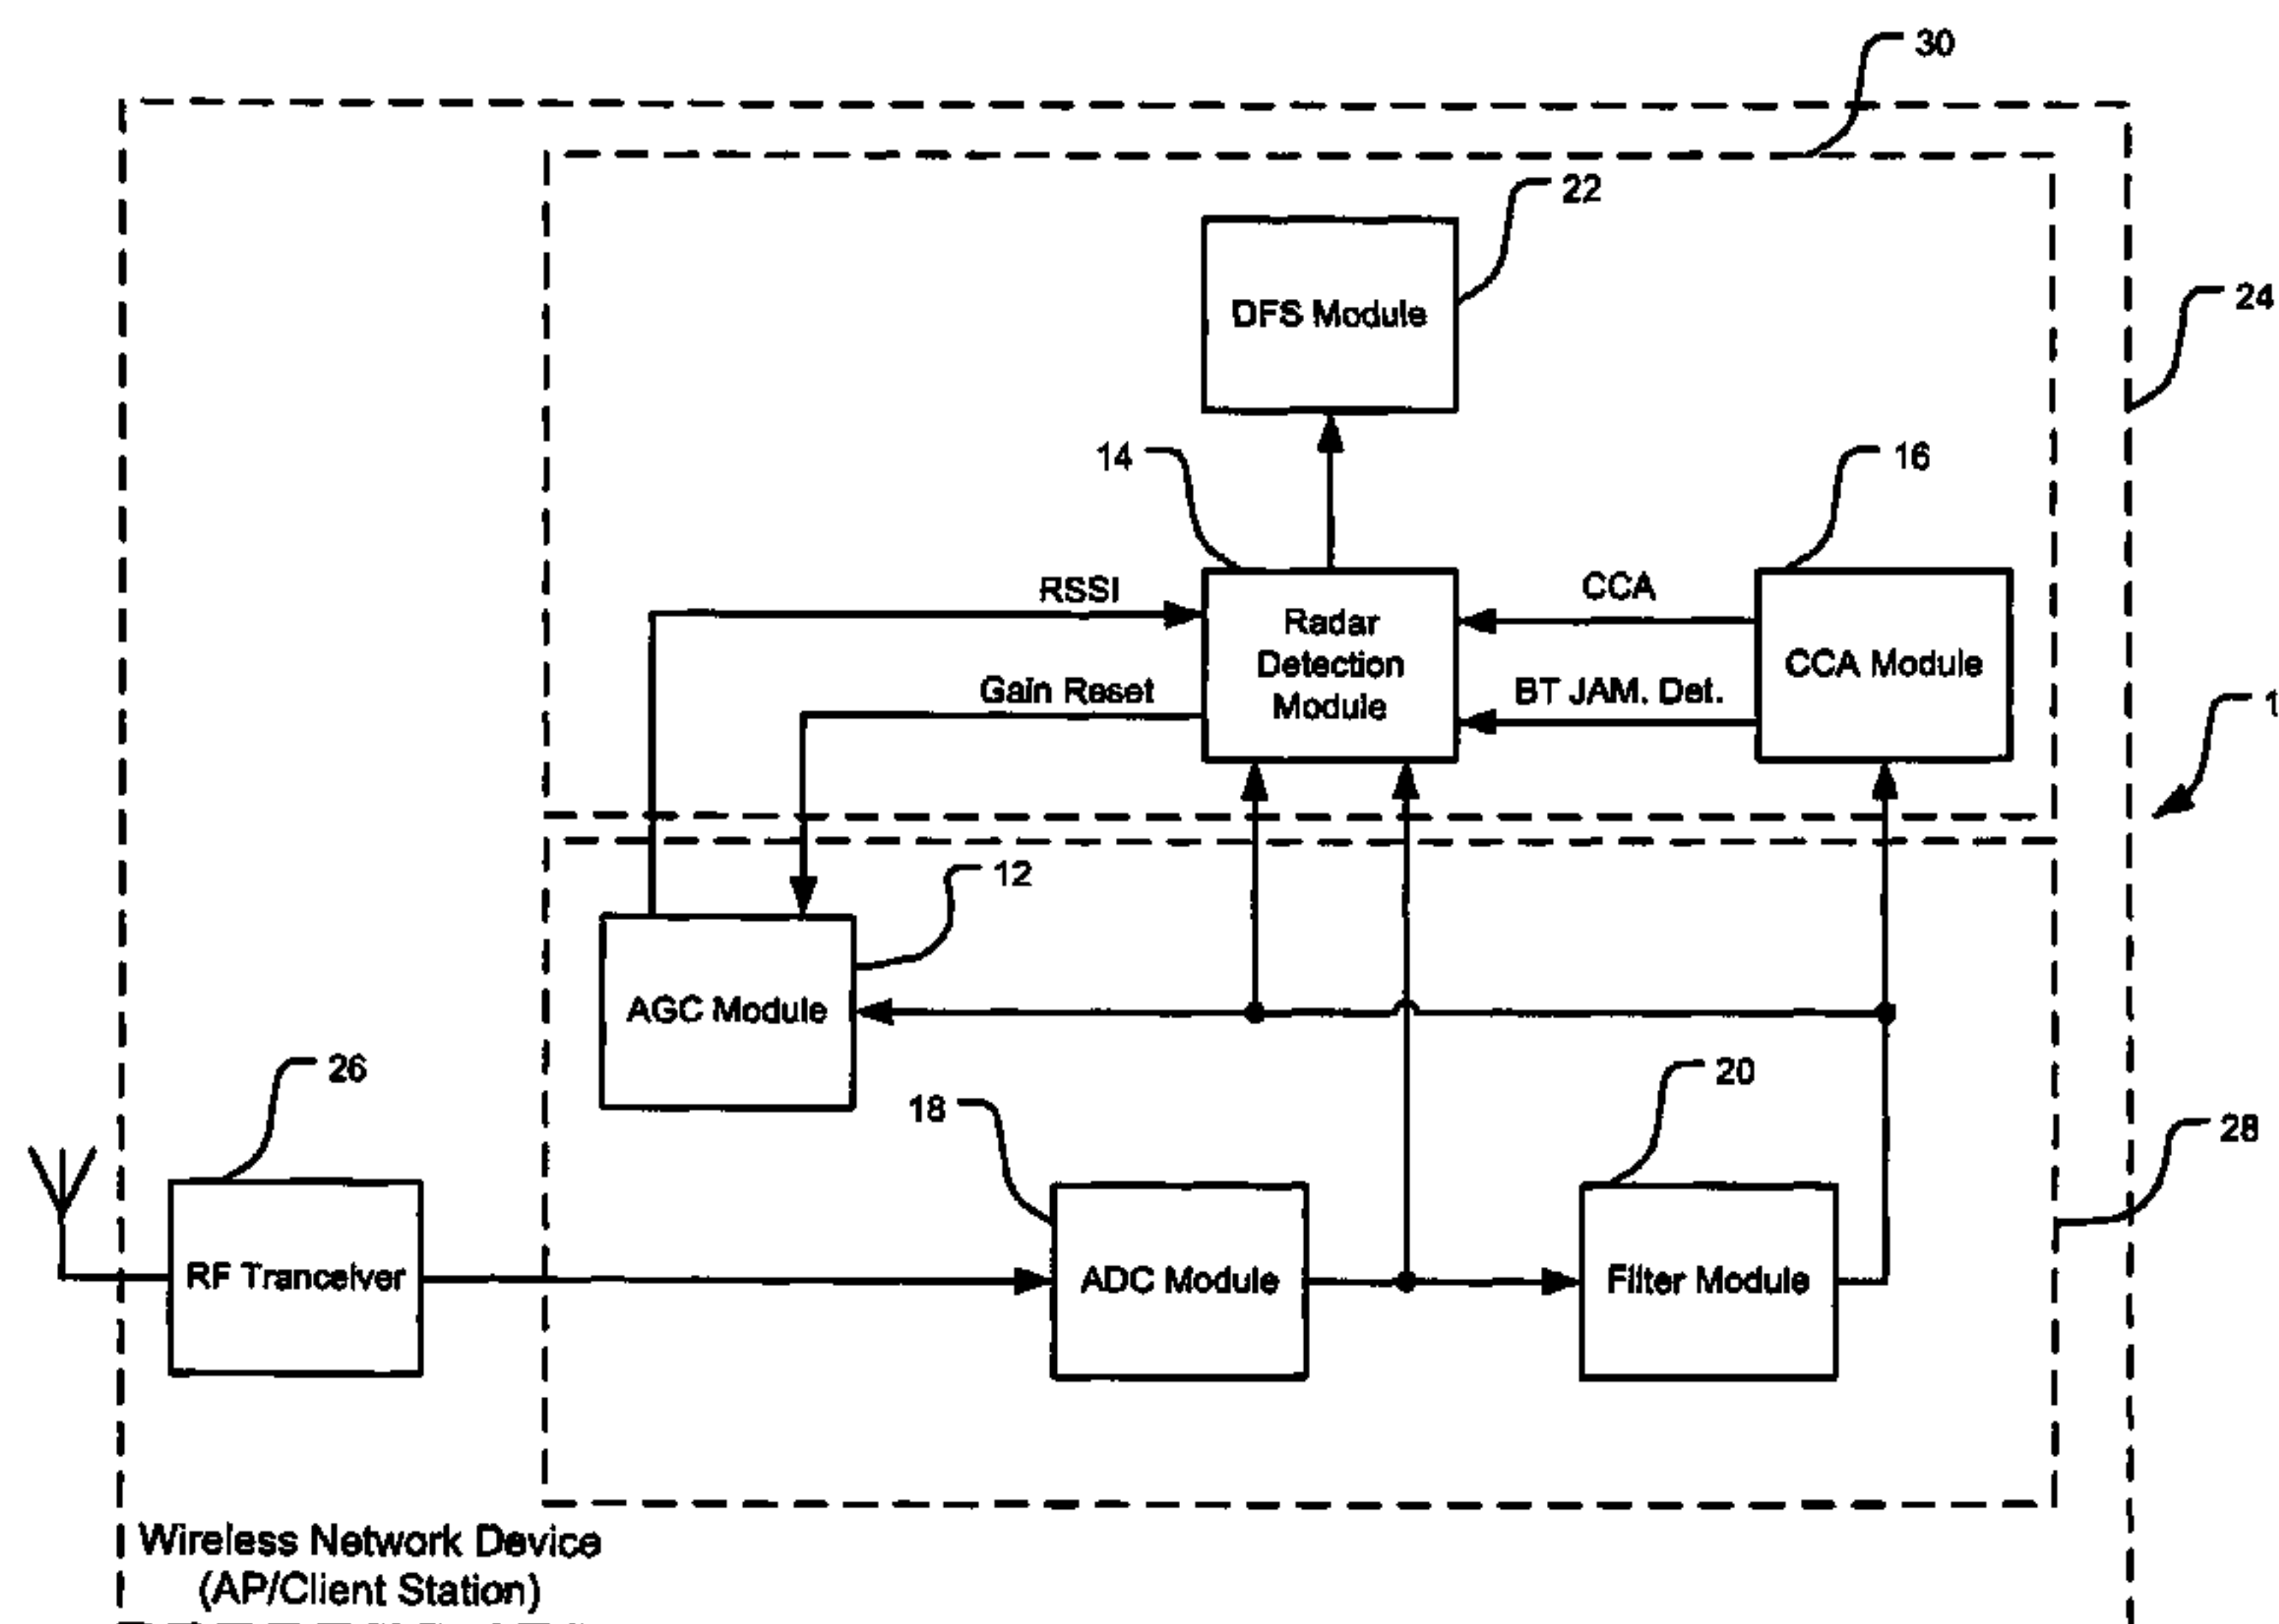 30
22
DFS Module
24
14
16
RSSI
CCA
Radar
Detection
Module
CCA Module
Gain Reset
BT JAM. Det.
1
12
AGC Module
26
20
18
28
RF Tranceiver
ADC Module
Filter Module
Wireless Network Device
(AP/Client Station)